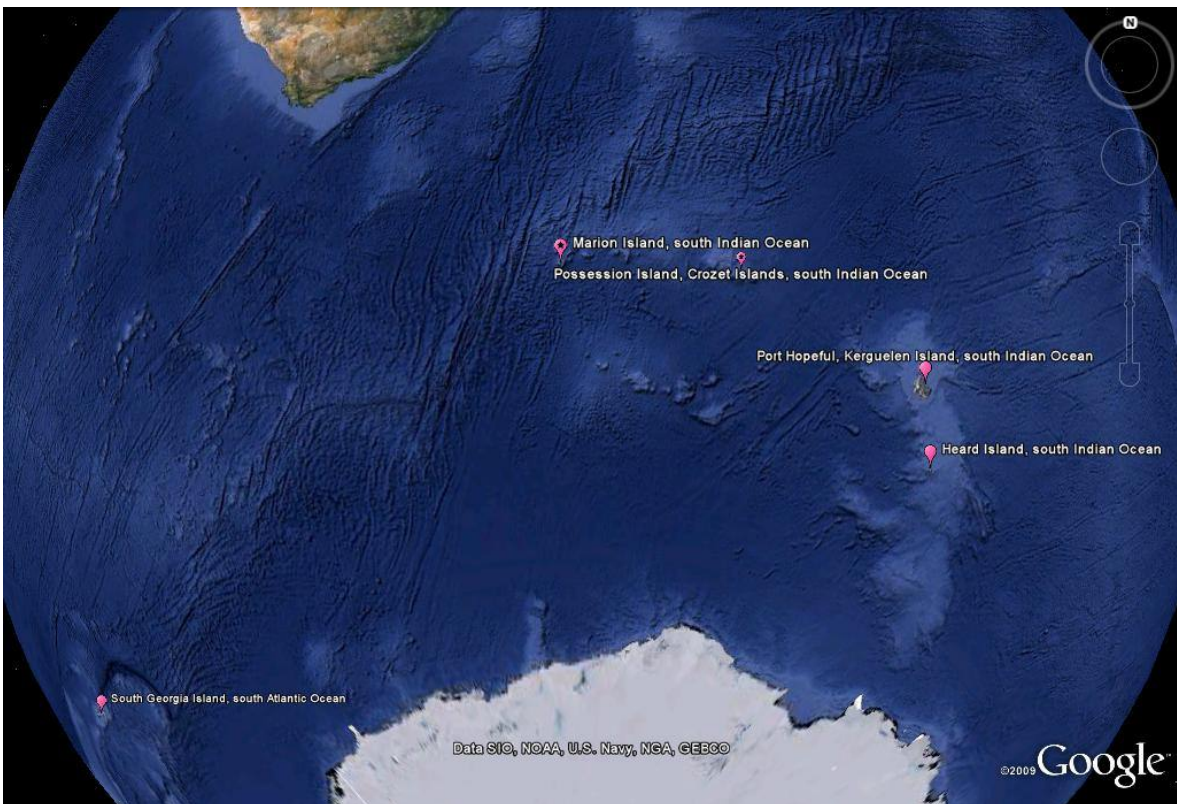 N
Marion Island, south Indian Ocean
Possession Island, Crozet Islands, south Indian Ocean
Port Hopeful, Kerguelen Island, south Indian Ocean
Heard Island, south Indian Ocean
South Georgia Island, south Atlantic Ocean
Data SIO, NOAA, U.S. Navy, NGA, GEBCO
©2009 Google™